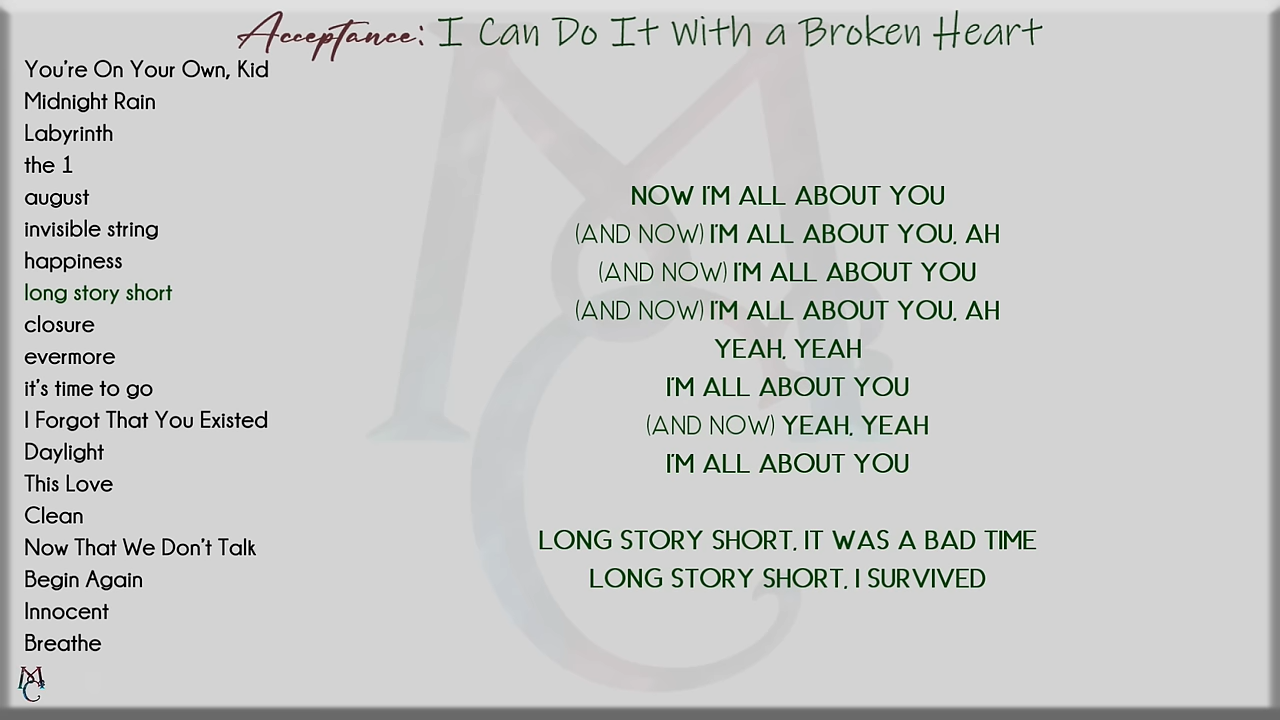 Acceptance: I Can Do It With a Broken Heart
You're On Your Own, Kid
Midnight Rain
Labyrinth
the 1
august
invisible string
happiness
long story short
closure
evermore
it's time to go
I Forgot That You Existed
Daylight
This Love
Clean
Now That We Don't Talk
Begin Again
Innocent
Breathe
NOW I'M ALL ABOUT YOU
(AND NOW) I'M ALL ABOUT YOU, AH
(AND NOW) I'M ALL ABOUT YOU
(AND NOW) I'M ALL ABOUT YOU, AH
YEAH, YEAH
I'M ALL ABOUT YOU
(AND NOW) YEAH, YEAH
I'M ALL ABOUT YOU
LONG STORY SHORT, IT WAS A BAD TIME
LONG STORY SHORT, I SURVIVED